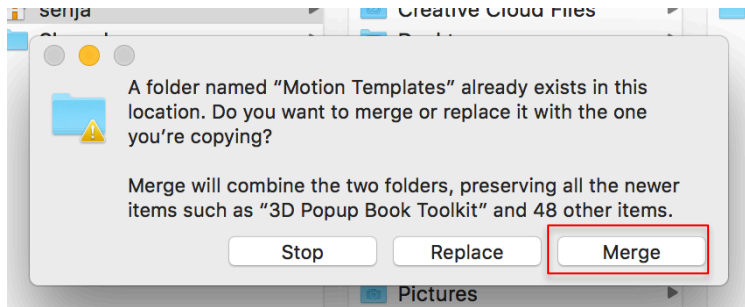 senja
Creative Cloud Files
A folder named “Motion Templates” already exists in this
location. Do you want to merge or replace it with the one
you’re copying?
Merge will combine the two folders, preserving all the newer
items such as “3D Popup Book Toolkit” and 48 other items.
Stop Replace Merge
Pictures